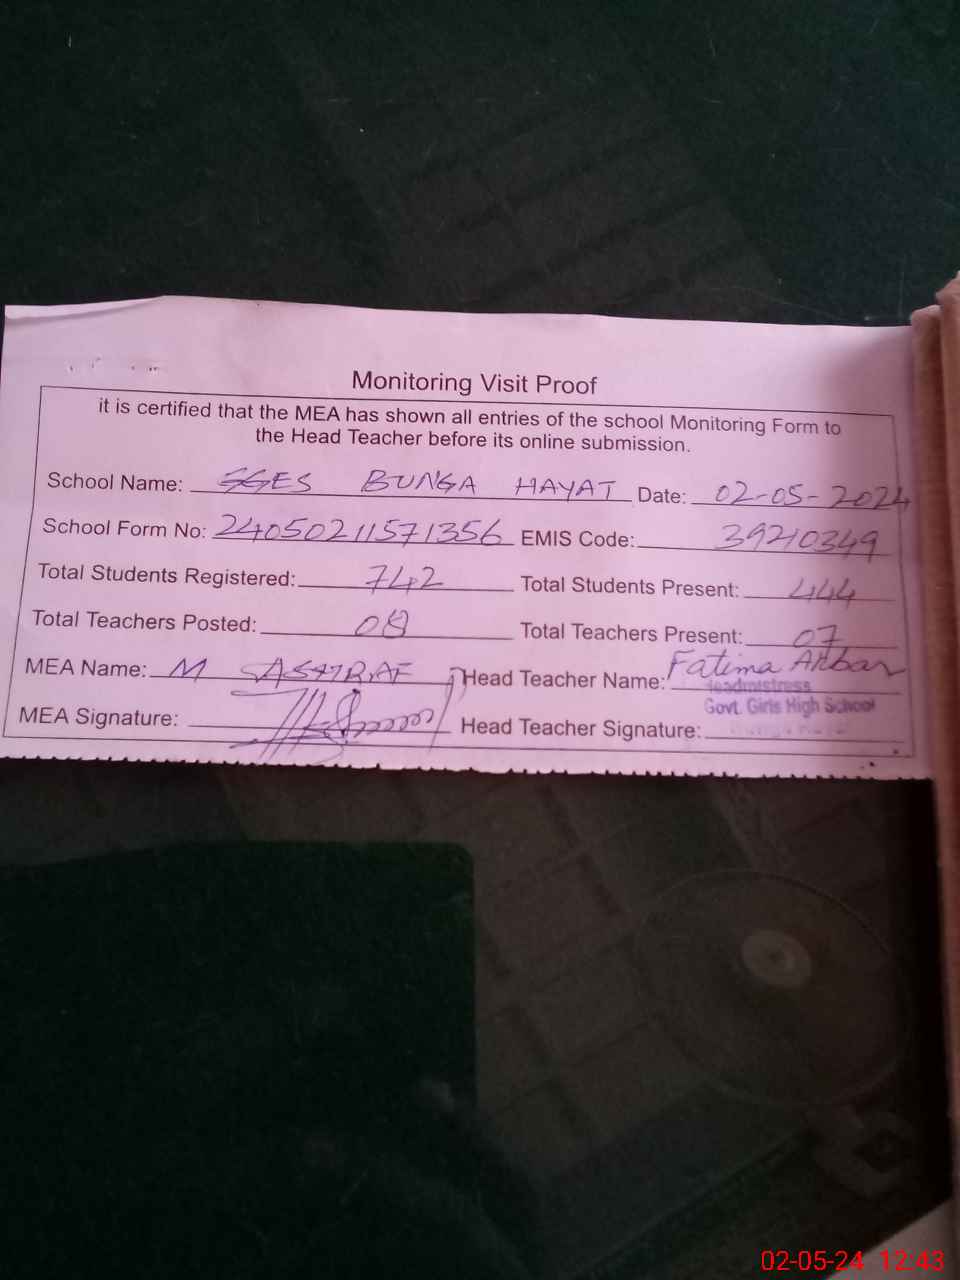 Monitoring Visit Proof
it is certified that the MEA has shown all entries of the school Monitoring Form to
the Head Teacher before its online submission.
School Name: GGES BUNGA HAYAT Date: 02-05-2024
School Form No: 24050211571356 EMIS Code: 39210349
Total Students Registered: 742 Total Students Present: 444
Total Teachers Posted: 08 Total Teachers Present: 07
MEA Name: M ASHRAF Head Teacher Name: Fatima Akbar
Headmistress
Govt. Girls High School
MEA Signature: Head Teacher Signature:
02-05-24 12:43